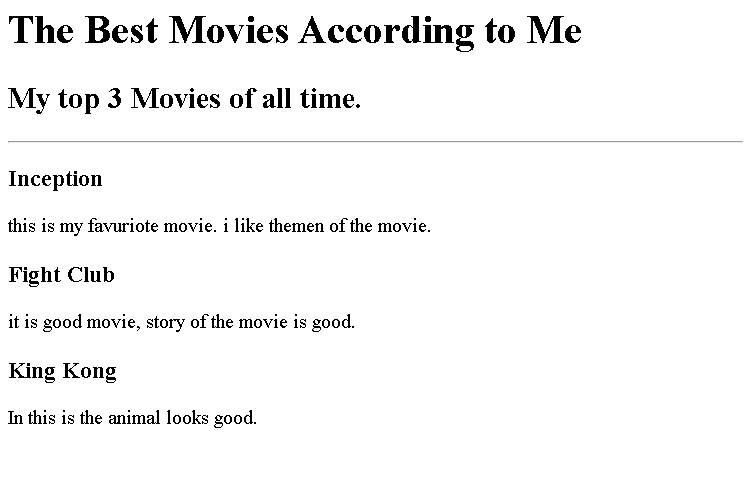 The Best Movies According to Me
My top 3 Movies of all time.
Inception
this is my favuriote movie. i like themen of the movie.
Fight Club
it is good movie, story of the movie is good.
King Kong
In this is the animal looks good.